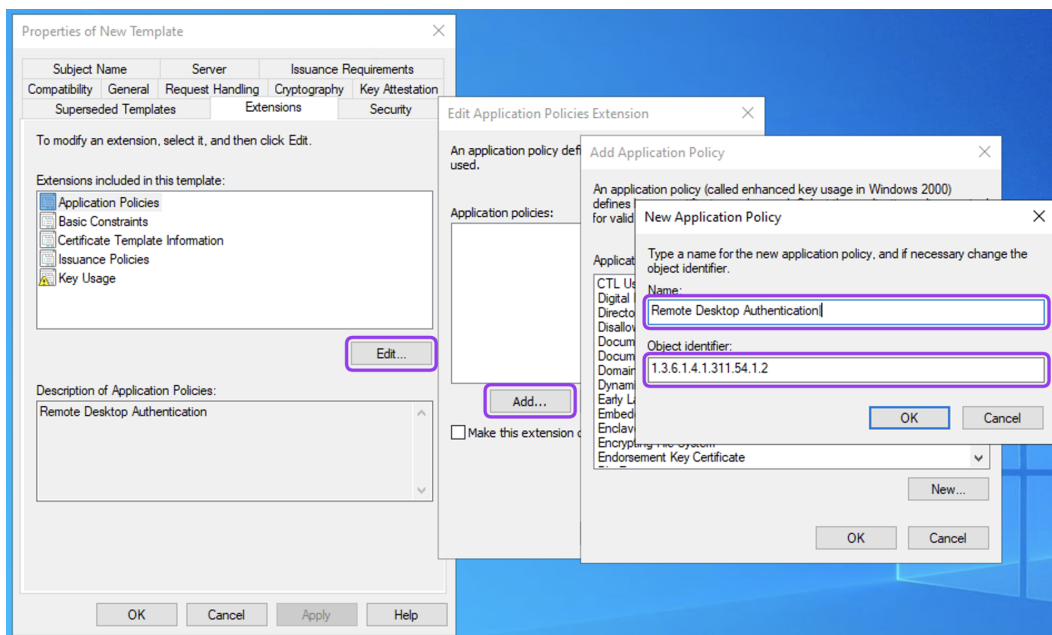 Properties of New Template
Subject Name
Server
Issuance Requirements
Compatibility
General
Request Handling
Cryptography
Key Attestation
Superseded Templates
Extensions
Security
To modify an extension, select it, and then click Edit.
Extensions included in this template:
Application Policies
Basic Constraints
Certificate Template Information
Issuance Policies
Key Usage
Edit...
Description of Application Policies:
Remote Desktop Authentication
OK
Cancel
Apply
Help
Edit Application Policies Extension
An application policy def
used.
Application policies:
Add...
Make this extension
Add Application Policy
An application policy (called enhanced key usage in Windows 2000)
defines
for valid
Applicat
CTL Us
Digital
Directo
Disallow
Docum
Docum
Domain
Dynami
Early La
Embed
Enclav
Encrypting File System
Endorsement Key Certificate
New...
OK
Cancel
New Application Policy
Type a name for the new application policy, and if necessary change the
object identifier.
Name:
Remote Desktop Authentication
Object identifier:
1.3.6.1.4.1.311.54.1.2
OK
Cancel